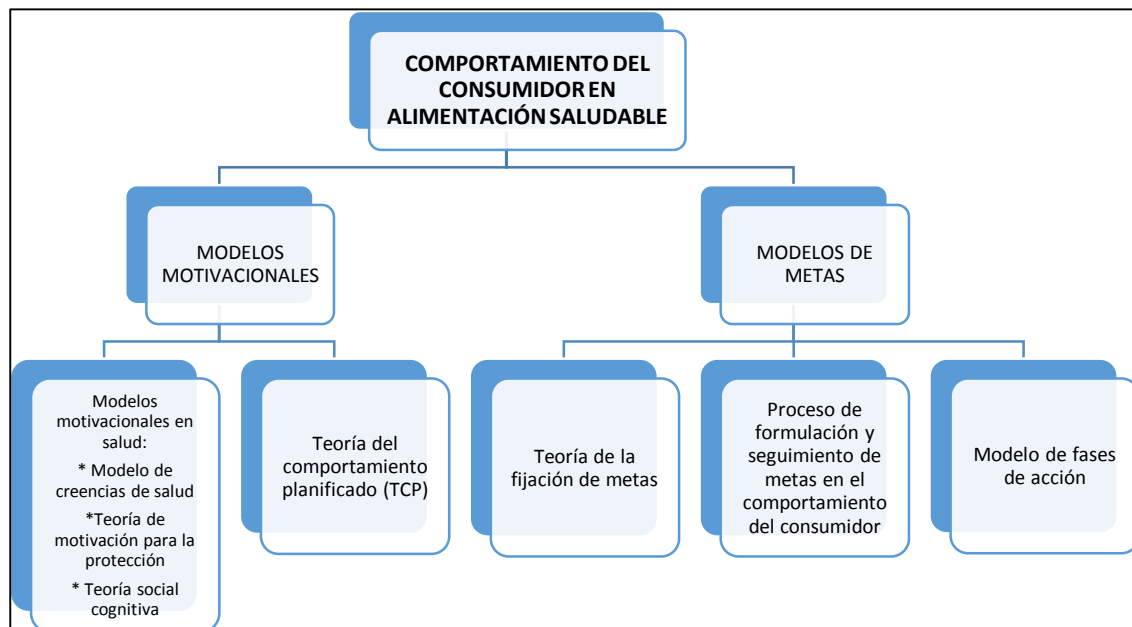 COMPORTAMIENTO DEL
CONSUMIDOR EN
ALIMENTACIÓN SALUDABLE
MODELOS
MOTIVACIONALES
MODELOS DE
METAS
Modelos
motivacionales en
salud:
* Modelo de
creencias de salud
*Teoría de
motivación para la
protección
* Teoría social
cognitiva
Teoría del
comportamiento
planificado (TCP)
Teoría de la
fijación de metas
Proceso de
formulación y
seguimiento de
metas en el
comportamiento
del consumidor
Modelo de fases
de acción